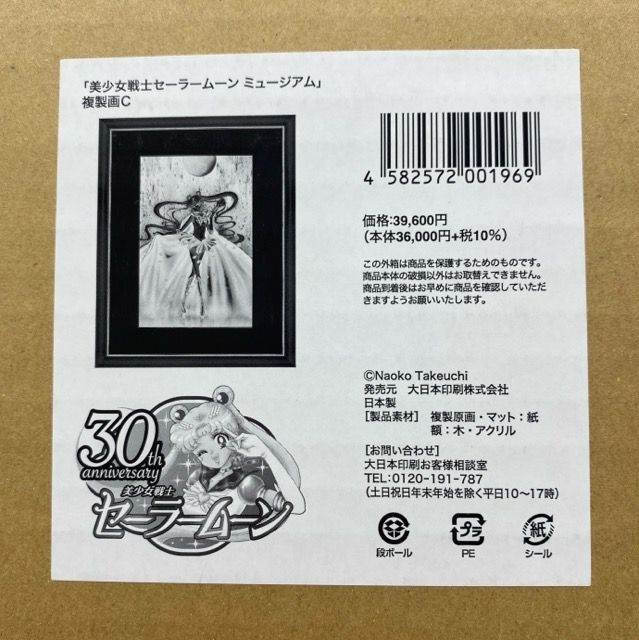 「美少女戦士セーラームーン ミュージアム」
複製画C
4 582572 001969
価格:39,600円
(本体36,000円+税10%)
この外箱は商品を保護するためのものです。
商品本体の破損以外はお取替えできません。
商品到着後はお早めに商品を確認していただ
きますようお願いいたします。
©Naoko Takeuchi
発売元 大日本印刷株式会社
日本製
[製品素材] 複製原画・マット:紙
額:木・アクリル
[お問い合わせ]
大日本印刷お客様相談室
TEL:0120-191-787
(土日祝日年末年始を除く平日10〜17時)
30th
anniversary
美少女戦士
セーラームーン
段ボール
プラ
PE
紙
シール